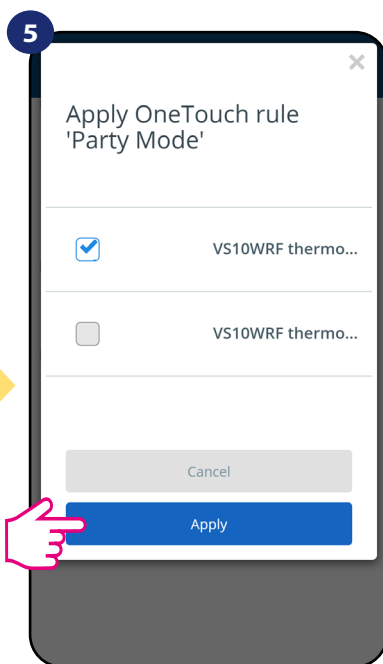 5
Apply OneTouch rule
'Party Mode'
VS10WRF thermo...
VS10WRF thermo...
Cancel
Apply